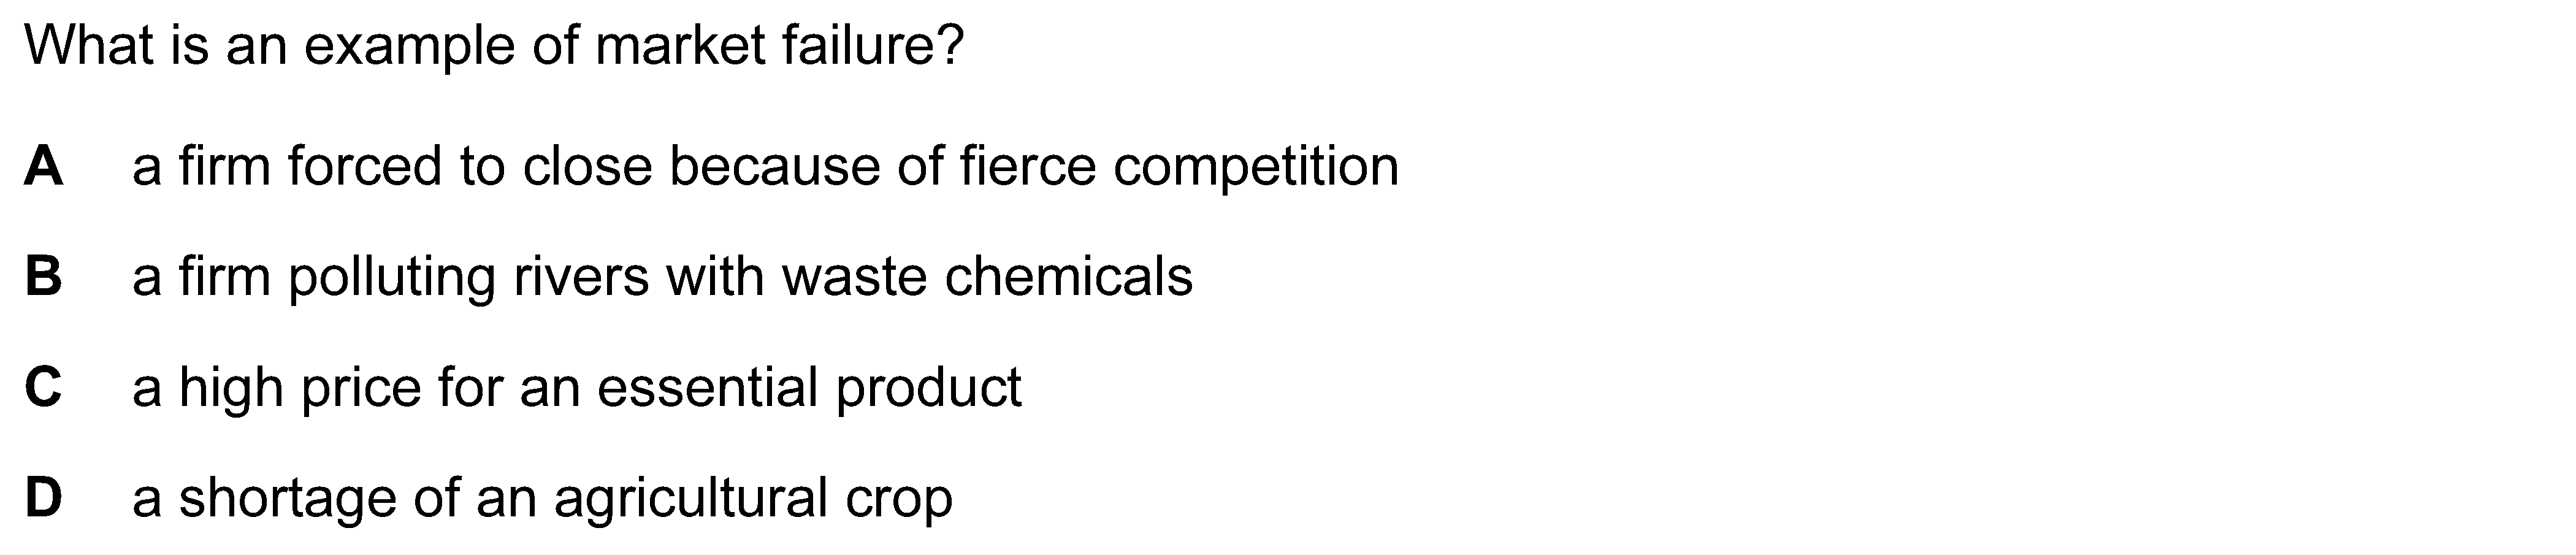 What is an example of market failure?
A a firm forced to close because of fierce competition
B a firm polluting rivers with waste chemicals
C a high price for an essential product
D a shortage of an agricultural crop